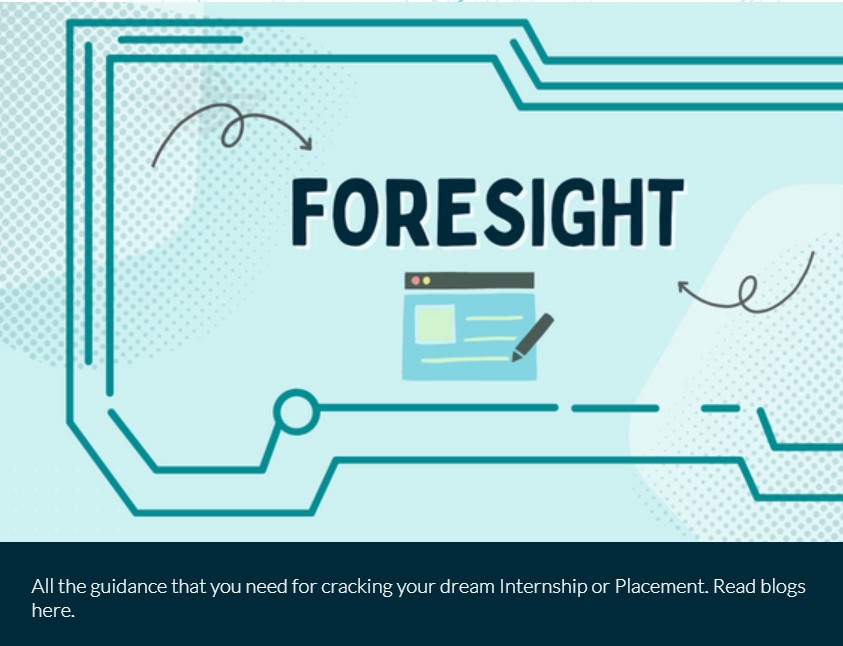 FORESIGHT
All the guidance that you need for cracking your dream Internship or Placement. Read blogs
here.